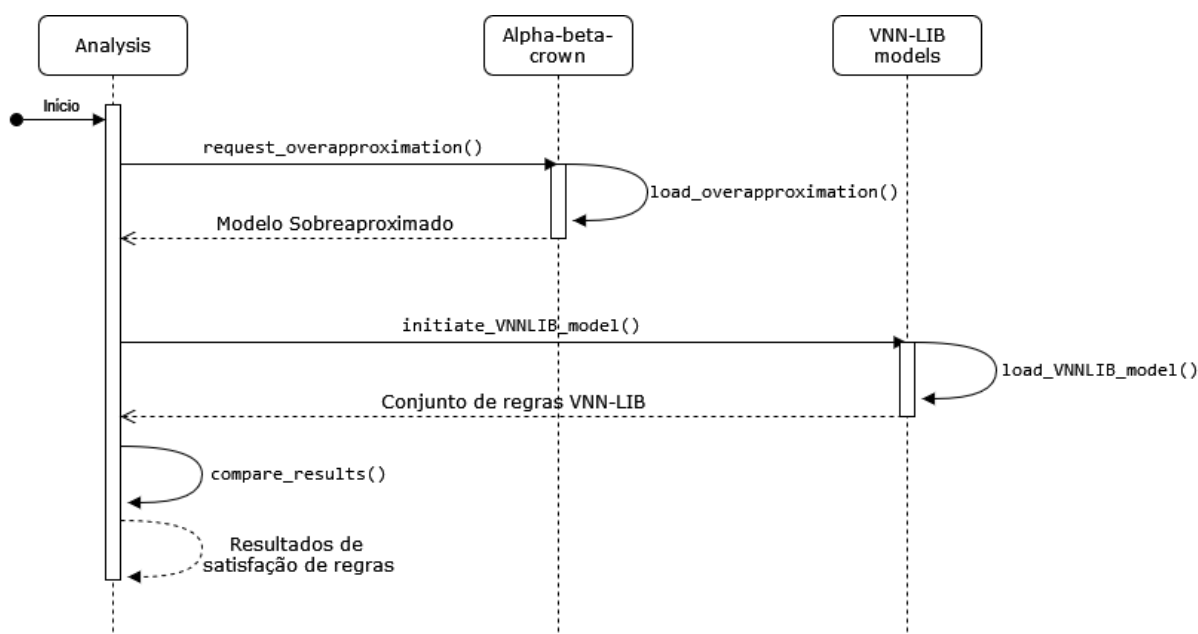 Analysis
Alpha-beta-
crown
VNN-LIB
models
Início
request_overapproximation()
load_overapproximation()
Modelo Sobreaproximado
initiate_VNNLIB_model()
load_VNNLIB_model()
Conjunto de regras VNN-LIB
compare_results()
Resultados de
satisfação de regras